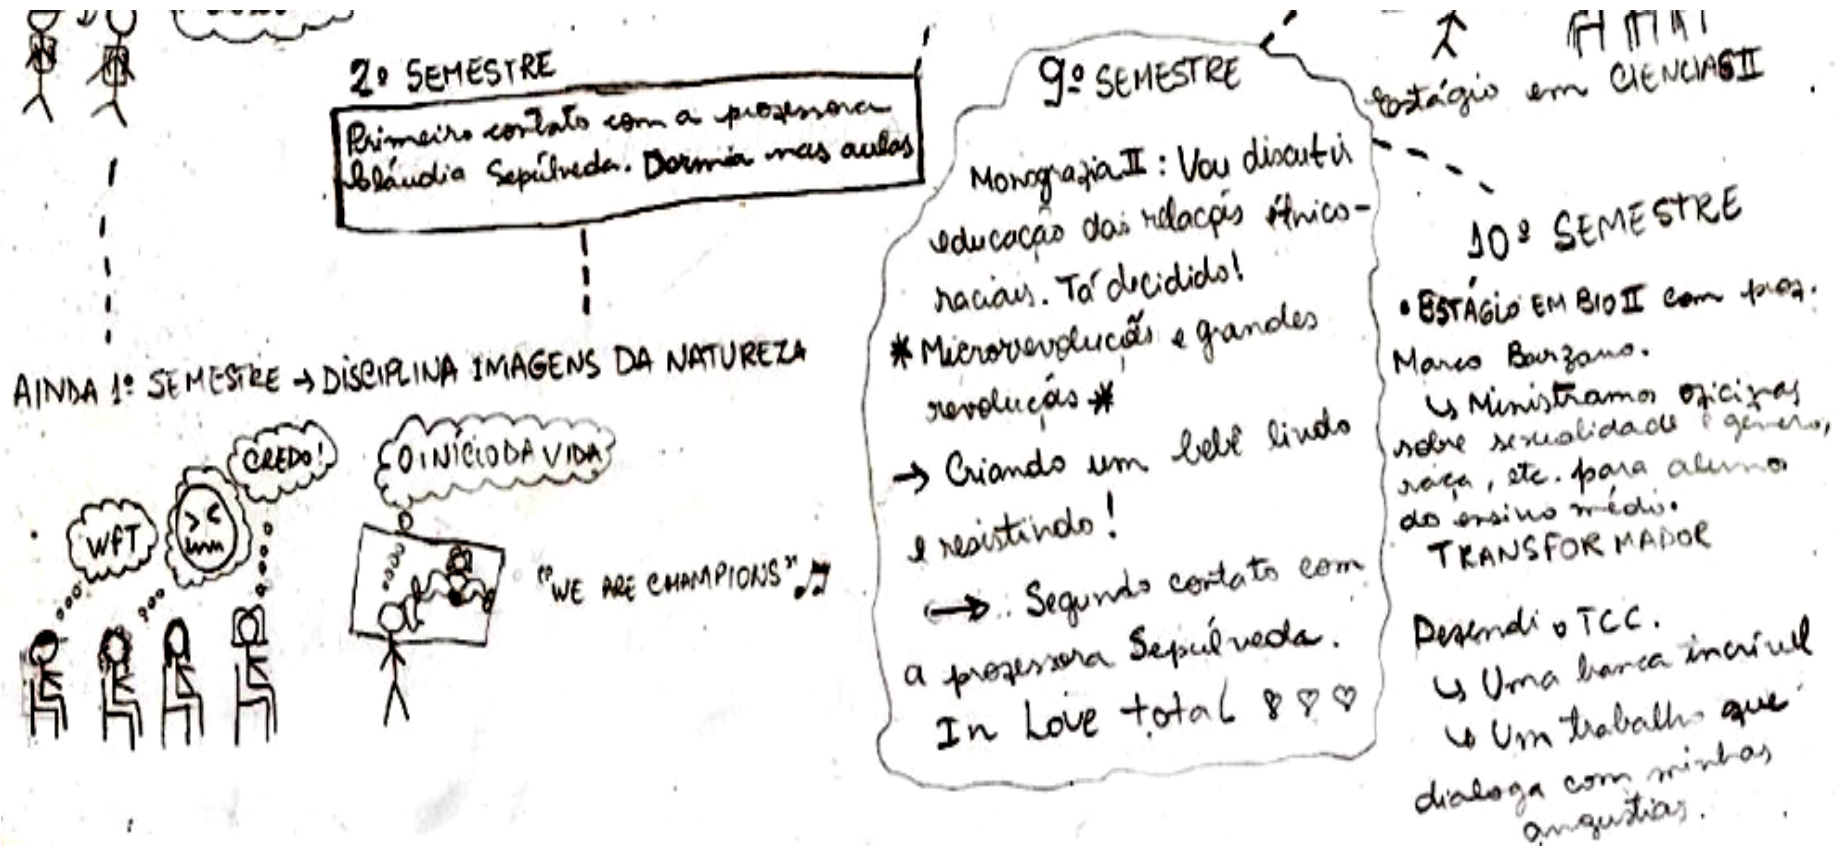 2º SEMESTRE
Primeiro contato com a professora
Cláudia Sepúlveda. Dormia nas aulas
AINDA 1º SEMESTRE → DISCIPLINA IMAGENS DA NATUREZA
WFT
CREDO!
O INÍCIO DA VIDA
"WE ARE CHAMPIONS"
9º SEMESTRE
Monografia II: Vou discutir
educação das relações étnico-
raciais. Tá decidido!
* Microrevoluções e grandes
revoluções *
→ Criando um bebê lindo
e resistindo!
→ Segundo contato com
a professora Sepúlveda.
In Love total
Estágio em CIENCIAS II
10º SEMESTRE
• ESTÁGIO EM BIO II com prof.
Marco Barzano.
↳ Ministramos oficinas
sobre sexualidade e gênero,
raça, etc. para alunos
do ensino médio.
TRANSFORMADOR
Defendi o TCC.
↳ Uma banca incrível
↳ Um trabalho que
dialoga com minhas
angustias.